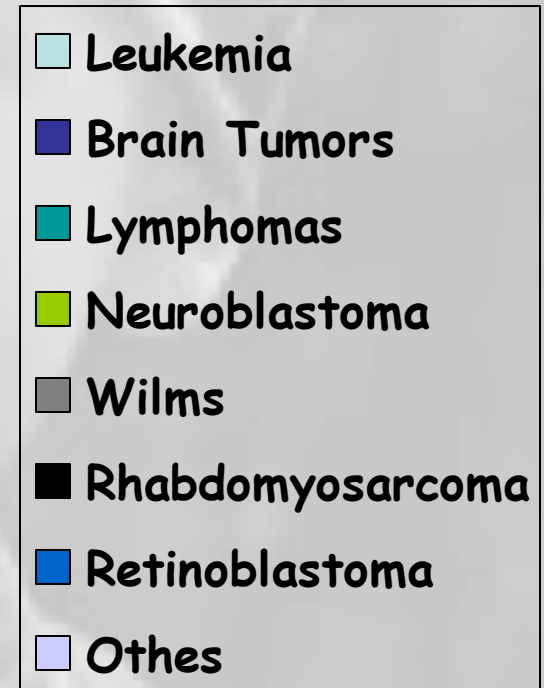 Leukemia
Brain Tumors
Lymphomas
Neuroblastoma
Wilms
Rhabdomyosarcoma
Retinoblastoma
Othes